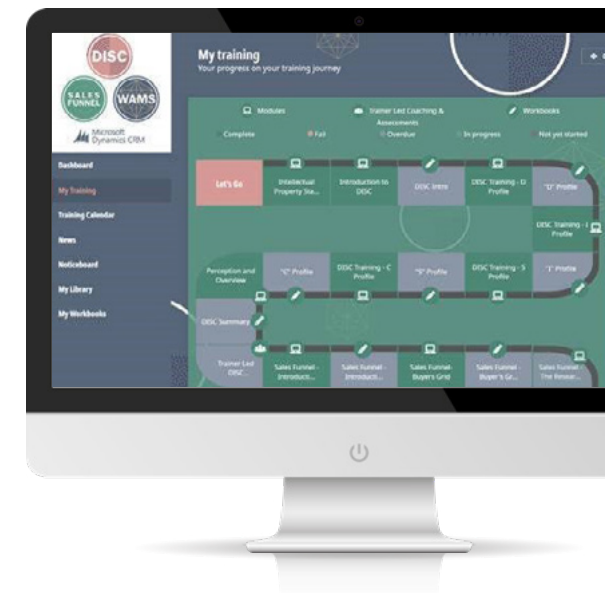 DISC
SALES
FUNNEL
WAMS
Microsoft
Dynamics CRM
Dashboard
My Training
Training Calendar
News
Noticeboard
My Library
My Workbooks
My training
Your progress on your training journey
Modules
Trainer Led Coaching &
Assessments
Workbooks
Complete
Fail
Overdue
In progress
Not yet started
Let's Go
Intellectual
Property Sta...
Introduction to
DISC
DISC Intro
DISC Training - D
Profile
"D" Profile
DISC Training - I
Profile
Perception and
Overview
"C" Profile
DISC Training - C
Profile
"S" Profile
DISC Training - S
Profile
"I" Profile
DISC Summary
Trainer Led
DISC...
Sales Funnel -
Introducti...
Sales Funnel -
Introducti...
Sales Funnel-
Buyers Grid
Sales Funnel -
Buyer's Gr...
Sales Funnel -
The Resear...